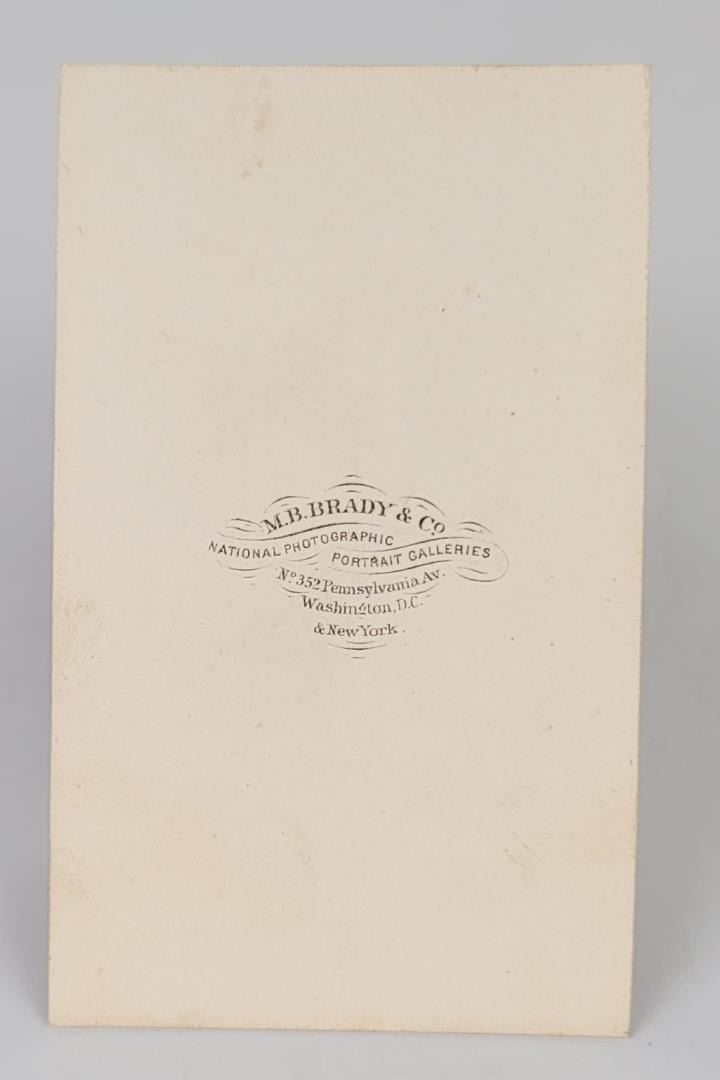 M.B. BRADY & Co
NATIONAL PHOTOGRAPHIC
PORTRAIT GALLERIES
No. 352 Pennsylvania Av.
Washington, D.C.
& New York.